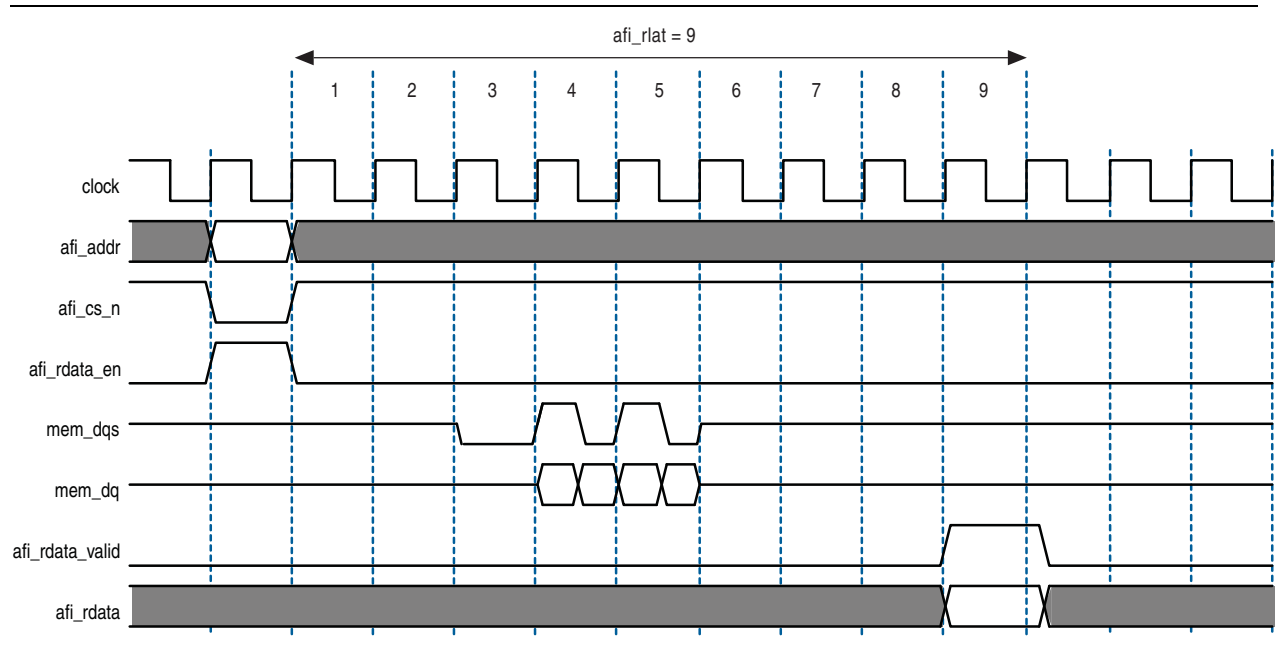 afi_rlat = 9
1 2 3 4 5 6 7 8 9
clock
afi_addr
afi_cs_n
afi_rdata_en
mem_dqs
mem_dq
afi_rdata_valid
afi_rdata